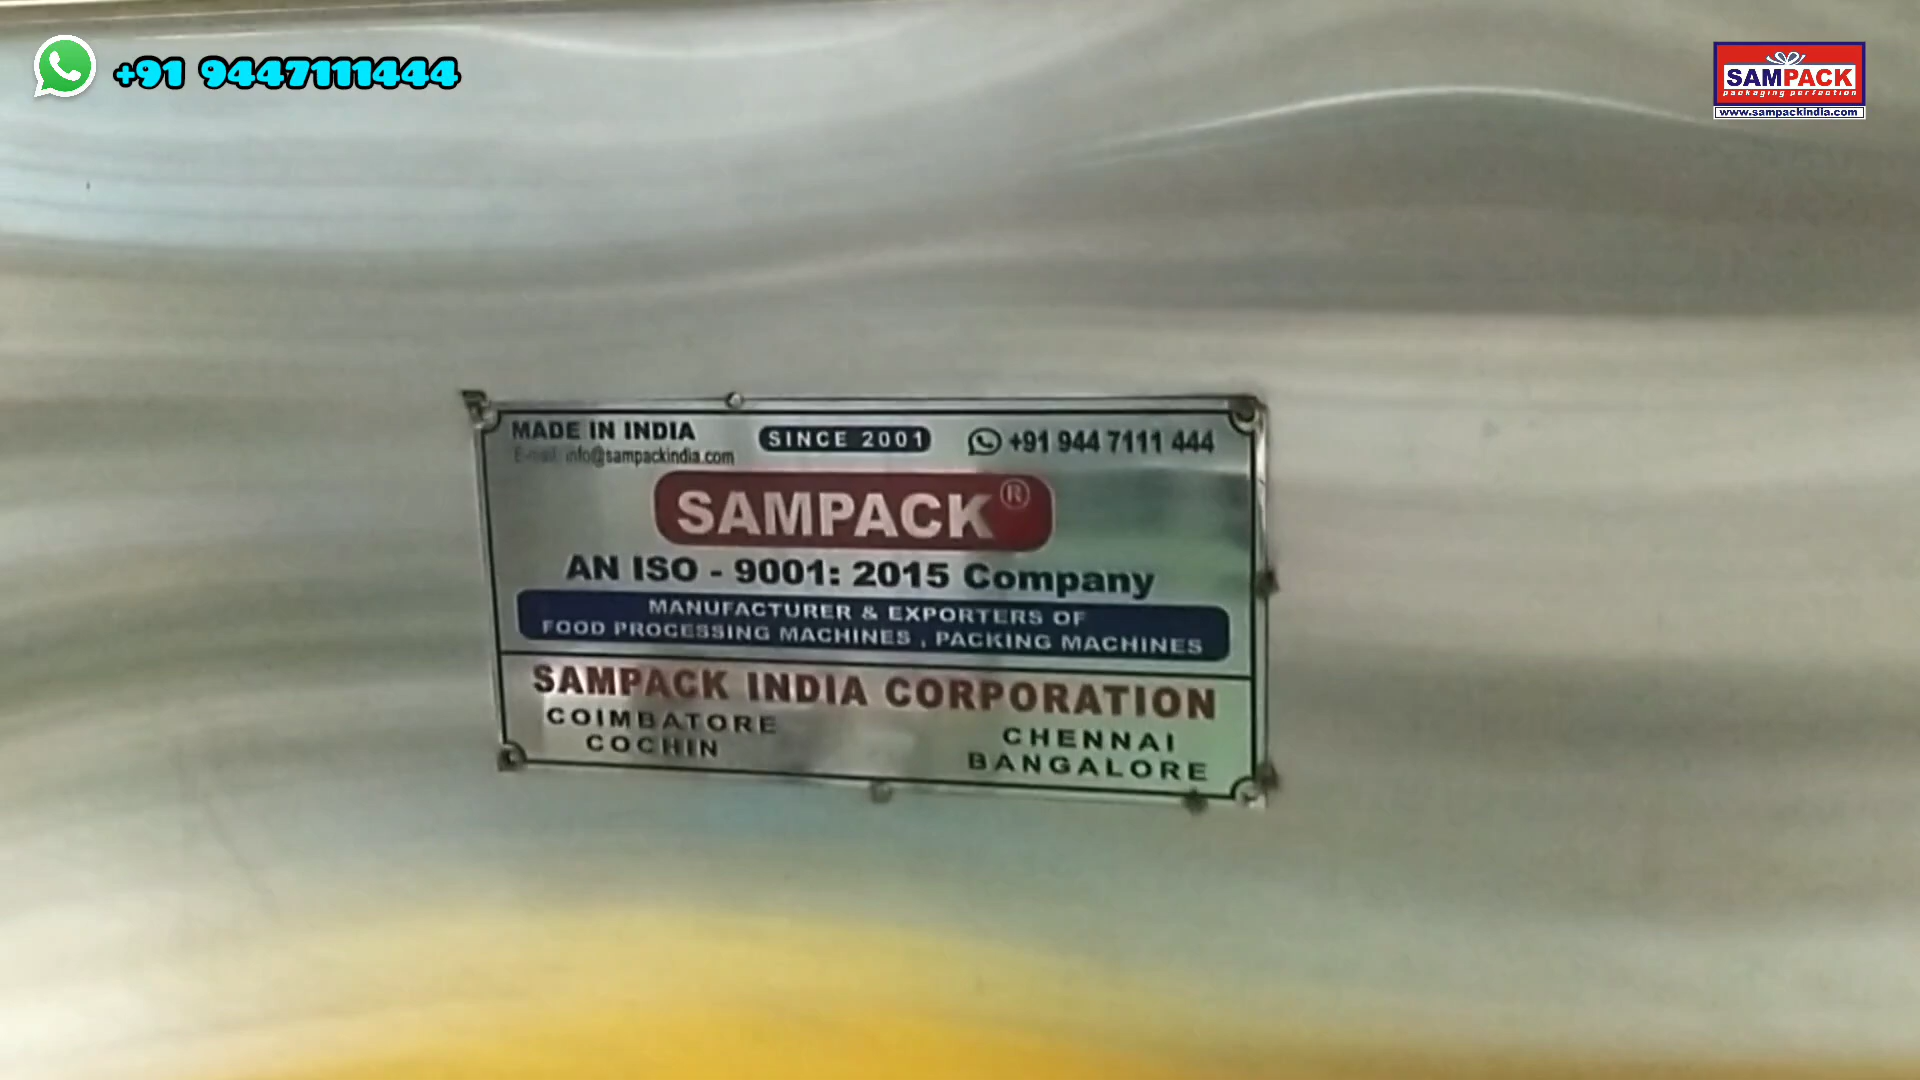 +91 9447111444
SAMPACK
packaging perfection
www.sampackindia.com
MADE IN INDIA
E-mail: info@sampackindia.com
SINCE 2001
+91 944 7111 444
SAMPACK®
AN ISO - 9001: 2015 Company
MANUFACTURER & EXPORTERS OF
FOOD PROCESSING MACHINES , PACKING MACHINES
SAMPACK INDIA CORPORATION
COIMBATORE
COCHIN
CHENNAI
BANGALORE